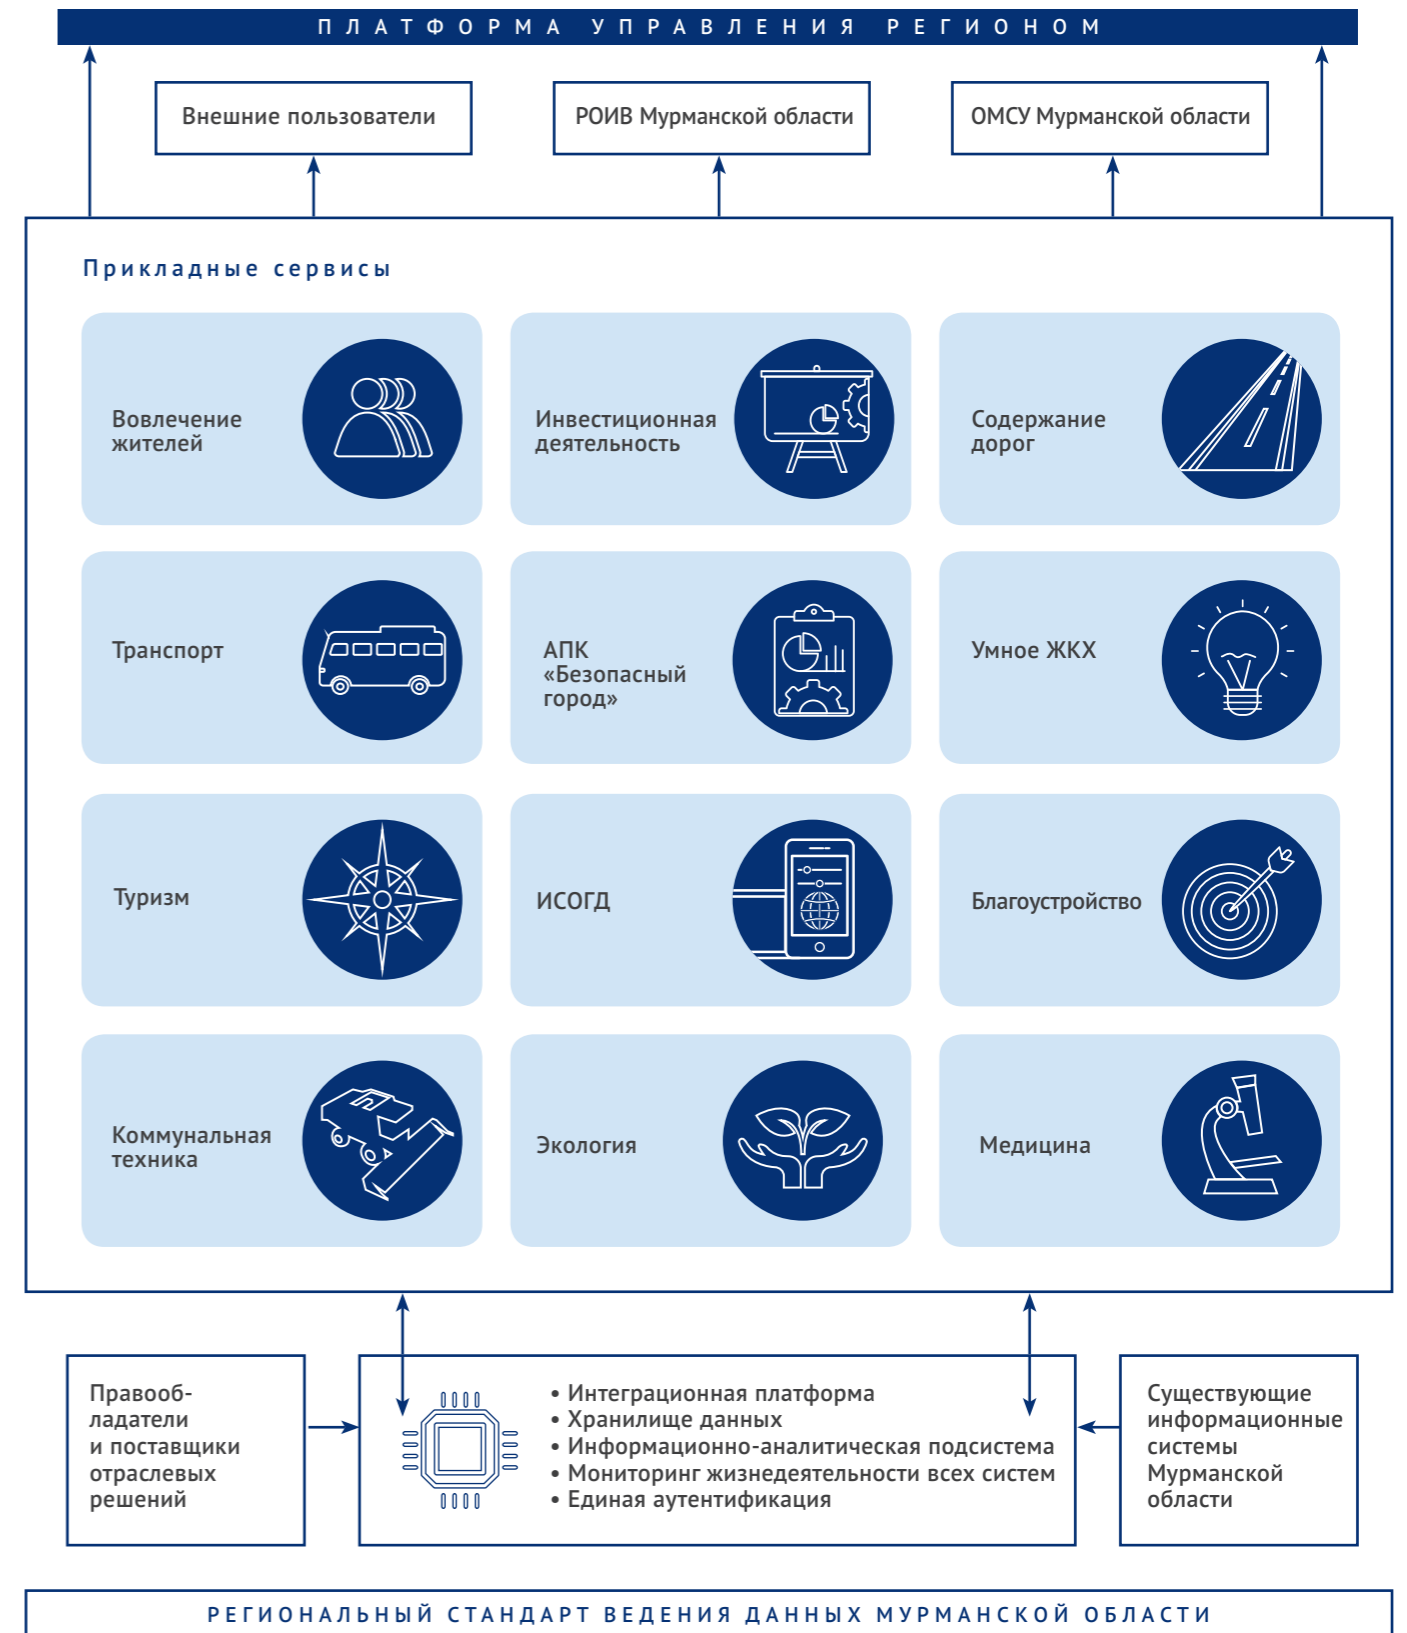 ПЛАТФОРМА УПРАВЛЕНИЯ РЕГИОНОМ
Внешние пользователи
РОИВ Мурманской области
ОМСУ Мурманской области
Прикладные сервисы
Вовлечение
жителей
Инвестиционная
деятельность
Содержание
дорог
Транспорт
АПК
«Безопасный
город»
Умное ЖКХ
Туризм
ИСОГД
Благоустройство
Коммунальная
техника
Экология
Медицина
Правооб-
ладатели
и поставщики
отраслевых
решений
• Интеграционная платформа
• Хранилище данных
• Информационно-аналитическая подсистема
• Мониторинг жизнедеятельности всех систем
• Единая аутентификация
Существующие
информационные
системы
Мурманской
области
РЕГИОНАЛЬНЫЙ СТАНДАРТ ВЕДЕНИЯ ДАННЫХ МУРМАНСКОЙ ОБЛАСТИ